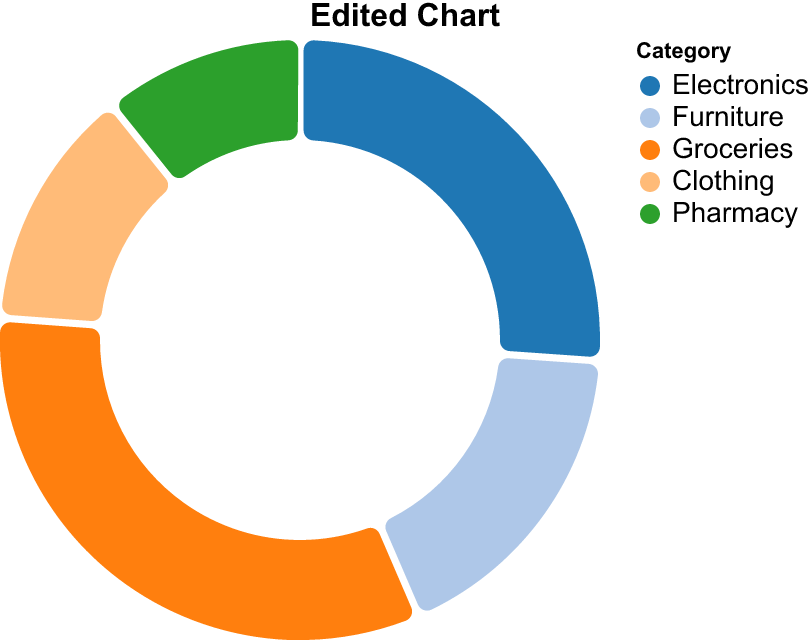 Edited Chart
Category
Electronics
Furniture
Groceries
Clothing
Pharmacy